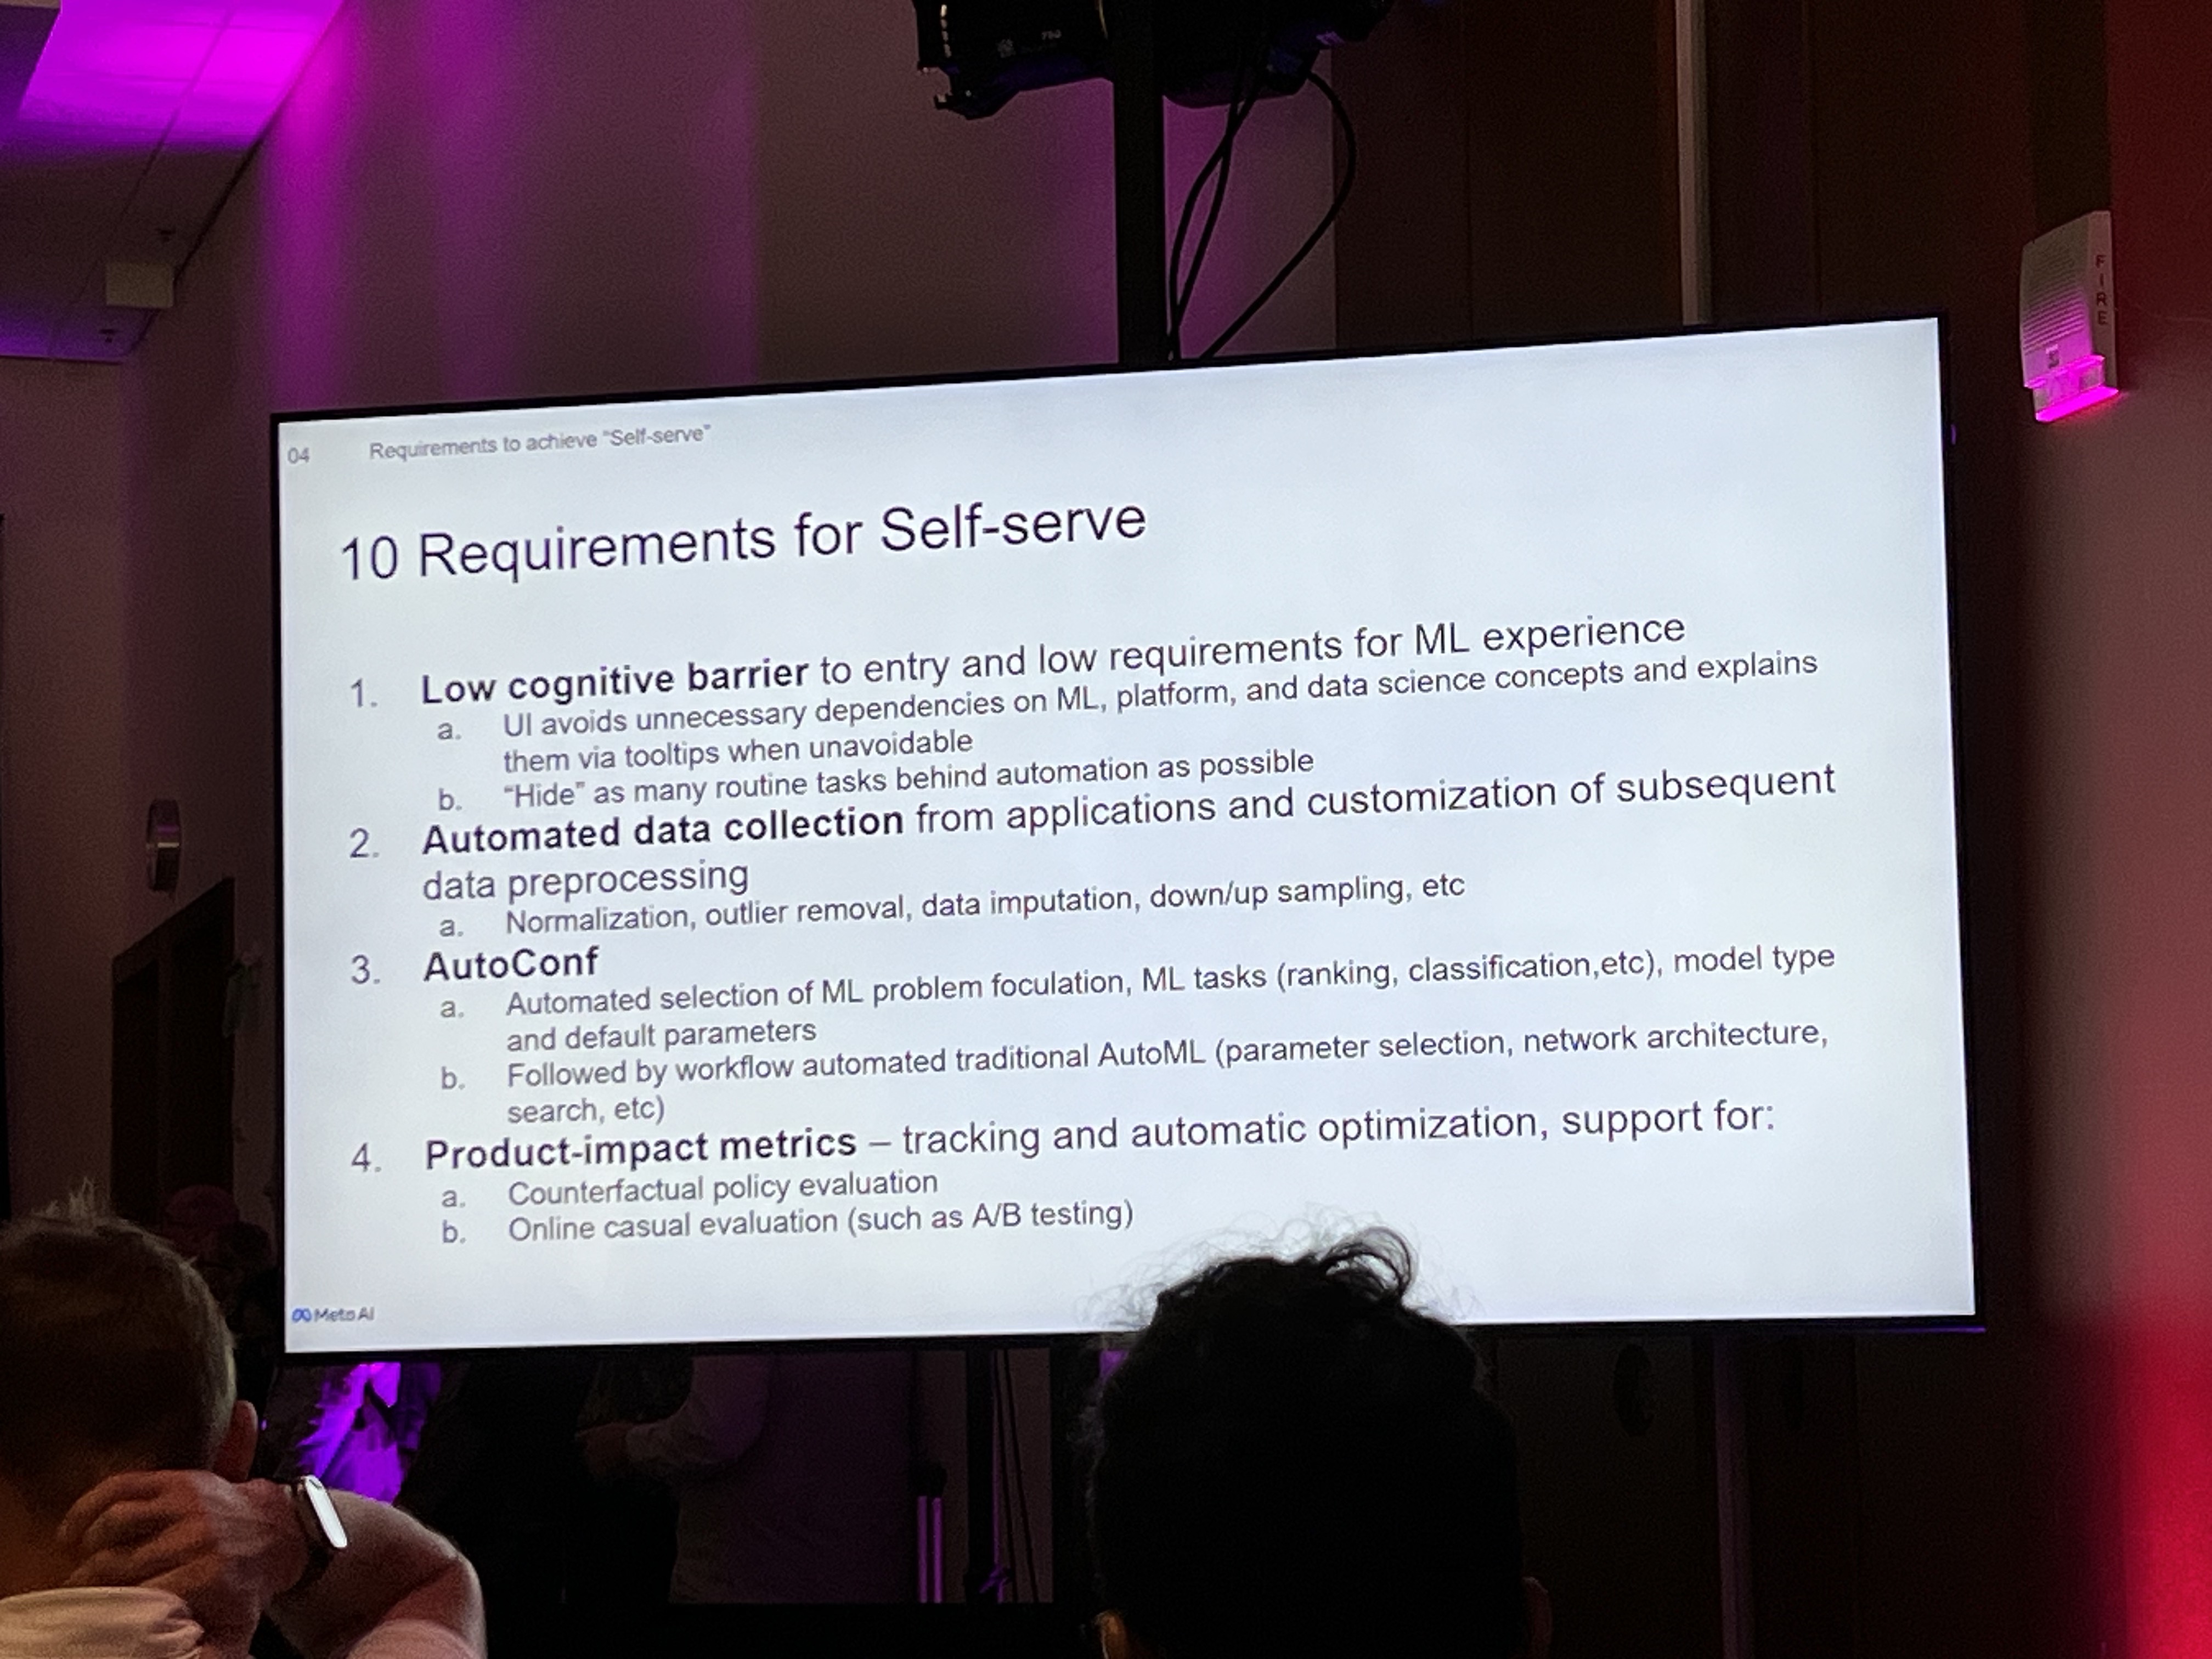 04 Requirements to achieve “Self-serve”
10 Requirements for Self-serve
1. Low cognitive barrier to entry and low requirements for ML experience
a. UI avoids unnecessary dependencies on ML, platform, and data science concepts and explains
them via tooltips when unavoidable
b. “Hide” as many routine tasks behind automation as possible
2. Automated data collection from applications and customization of subsequent
data preprocessing
a. Normalization, outlier removal, data imputation, down/up sampling, etc
3. AutoConf
a. Automated selection of ML problem foculation, ML tasks (ranking, classification,etc), model type
and default parameters
b. Followed by workflow automated traditional AutoML (parameter selection, network architecture,
search, etc)
4. Product-impact metrics – tracking and automatic optimization, support for:
a. Counterfactual policy evaluation
b. Online casual evaluation (such as A/B testing)
Meta AI
FIRE